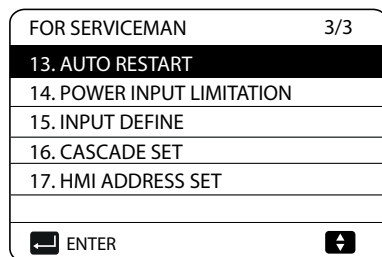 FOR SERVICEMAN 3/3
13. AUTO RESTART
14. POWER INPUT LIMITATION
15. INPUT DEFINE
16. CASCADE SET
17. HMI ADDRESS SET
ENTER